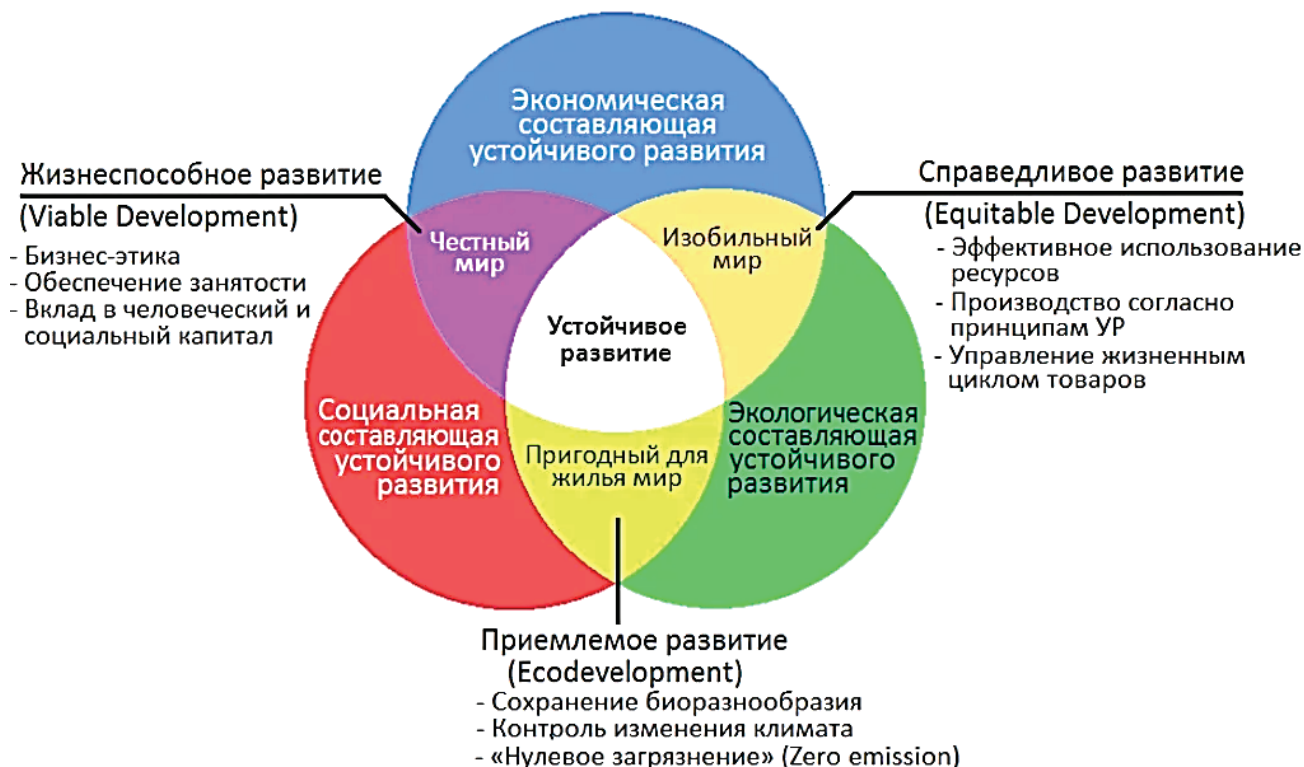 Экономическая
составляющая
устойчивого развития
Жизнеспособное развитие
(Viable Development)
- Бизнес-этика
- Обеспечение занятости
- Вклад в человеческий и
социальный капитал
Справедливое развитие
(Equitable Development)
- Эффективное использование
ресурсов
- Производство согласно
принципам УР
- Управление жизненным
циклом товаров
Честный
мир
Изобильный
мир
Устойчивое
развитие
Социальная
составляющая
устойчивого
развития
Пригодный для
жилья мир
Экологическая
составляющая
устойчивого
развития
Приемлемое развитие
(Ecodevelopment)
- Сохранение биоразнообразия
- Контроль изменения климата
- «Нулевое загрязнение» (Zero emission)